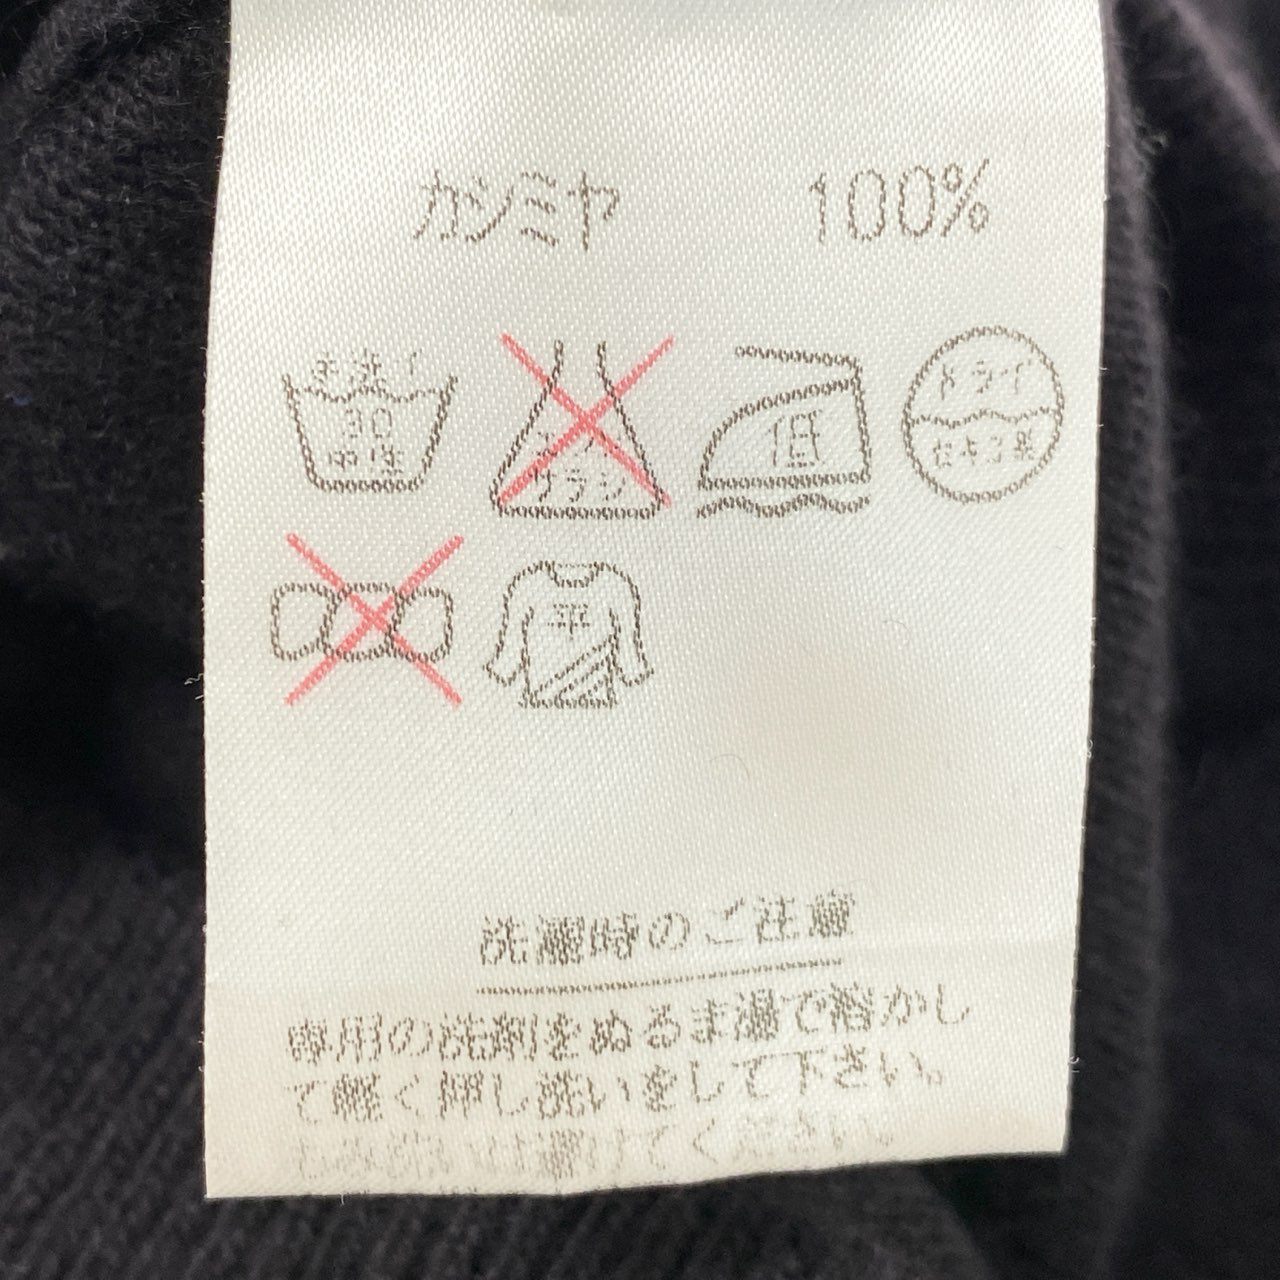 カシミヤ 100%
手洗イ
30
中性
エンソ
サラシ
低
ドライ
セキユ系
平
洗濯時のご注意
専用の洗剤をぬるま湯で溶かし
て軽く押し洗いをして下さい。